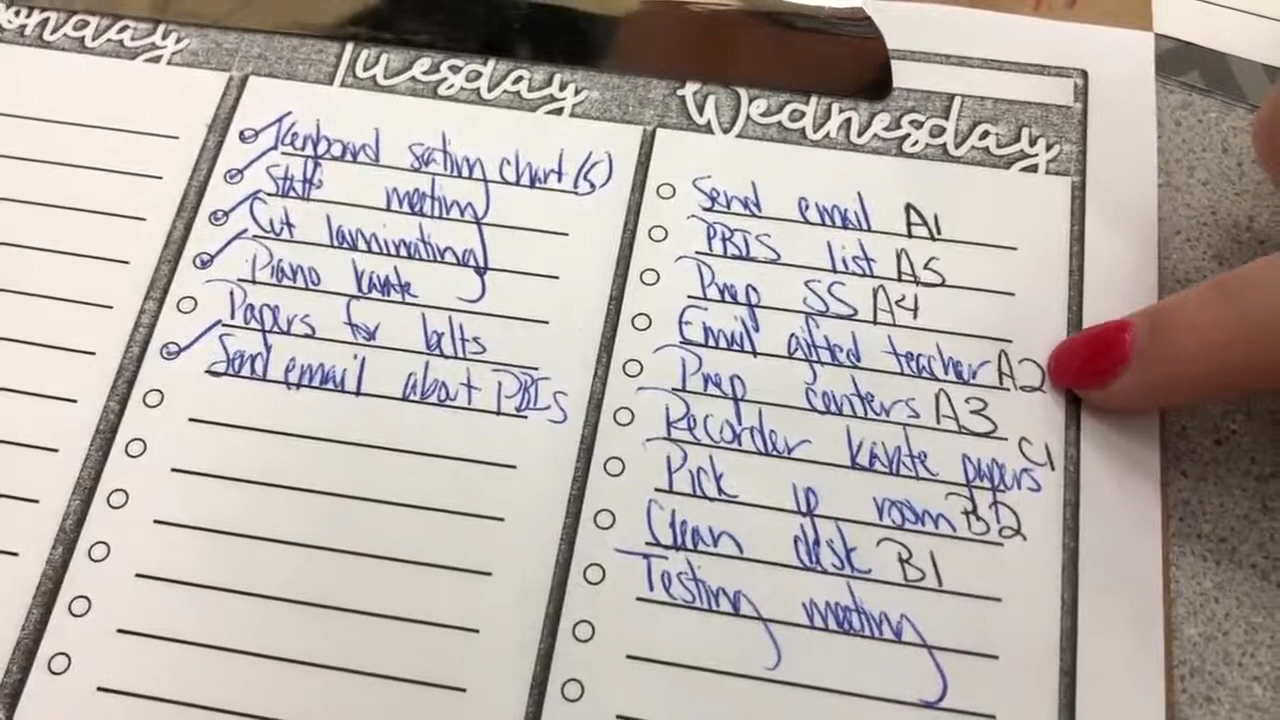 Monday
Tuesday
Keyboard sating chart (s)
Staff meeting
Cut laminating
Piano karate
Papers for belts
Send email about PBIS
Wednesday
Send email A1
PBIS list A5
Prep SS A4
Email gifted teacher A2
Prep centers A3
Recorder karate papers C1
Pick up room B2
Clean desk B1
Testing meeting